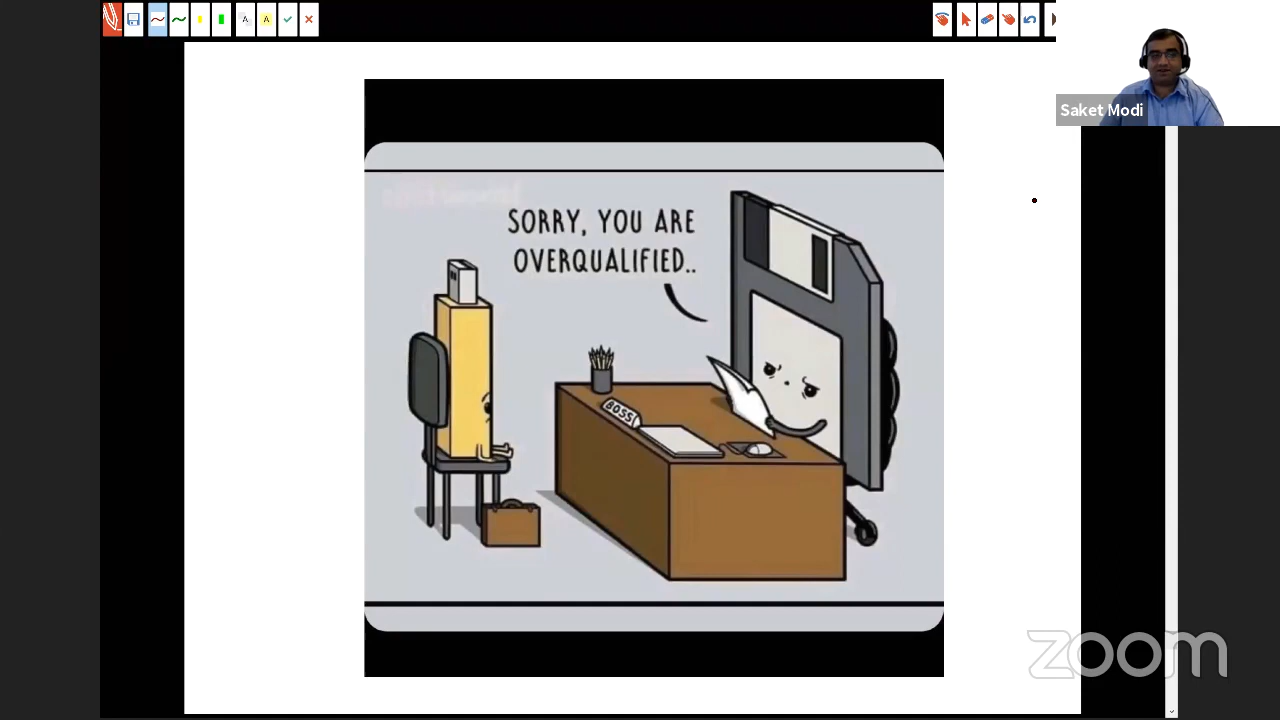 A
A
Saket Modi
SORRY, YOU ARE
OVERQUALIFIED..
BOSS
zoom